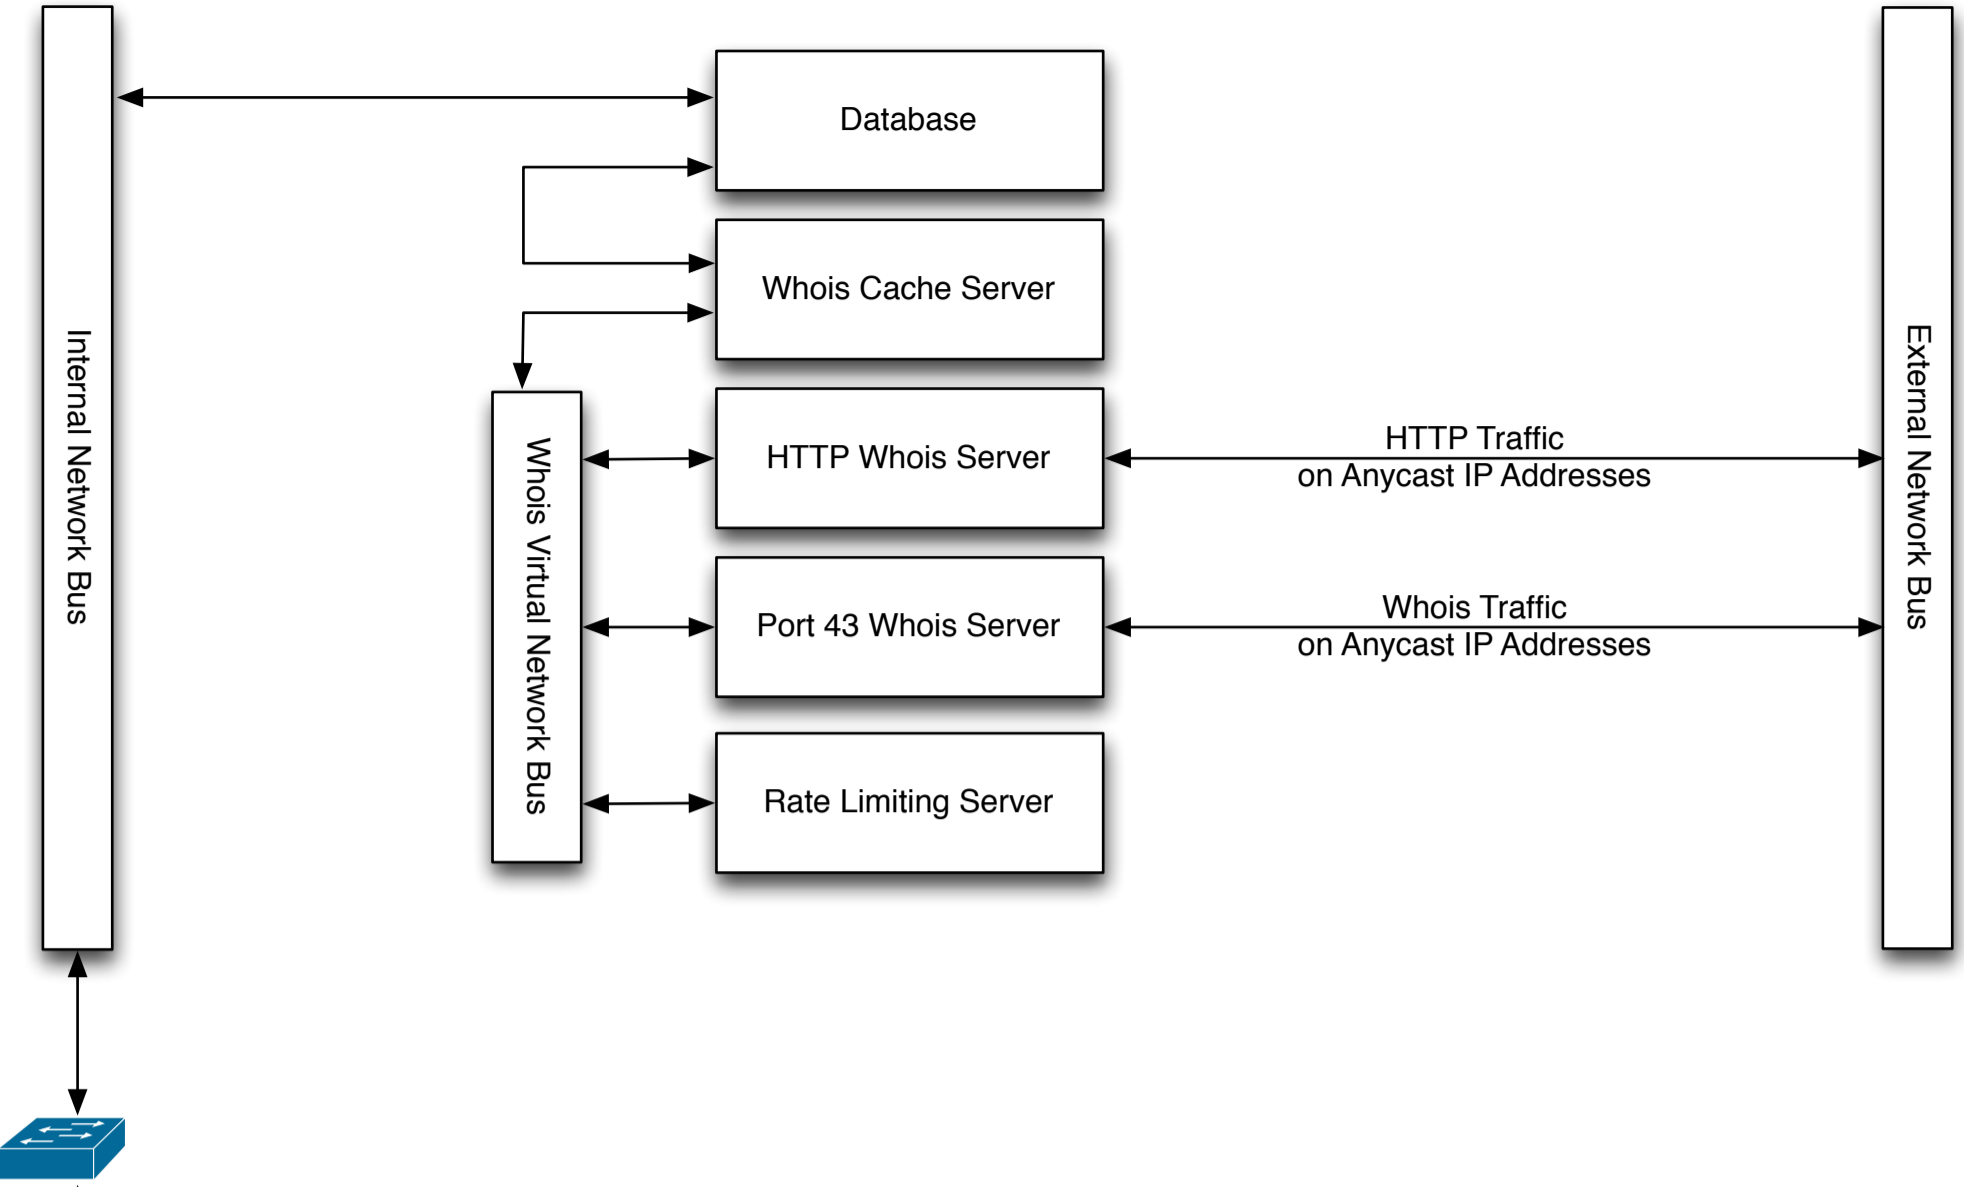 Database
Whois Cache Server
Internal Network Bus
External Network Bus
Whois Virtual Network Bus
HTTP Whois Server
HTTP Traffic
on Anycast IP Addresses
Port 43 Whois Server
Whois Traffic
on Anycast IP Addresses
Rate Limiting Server